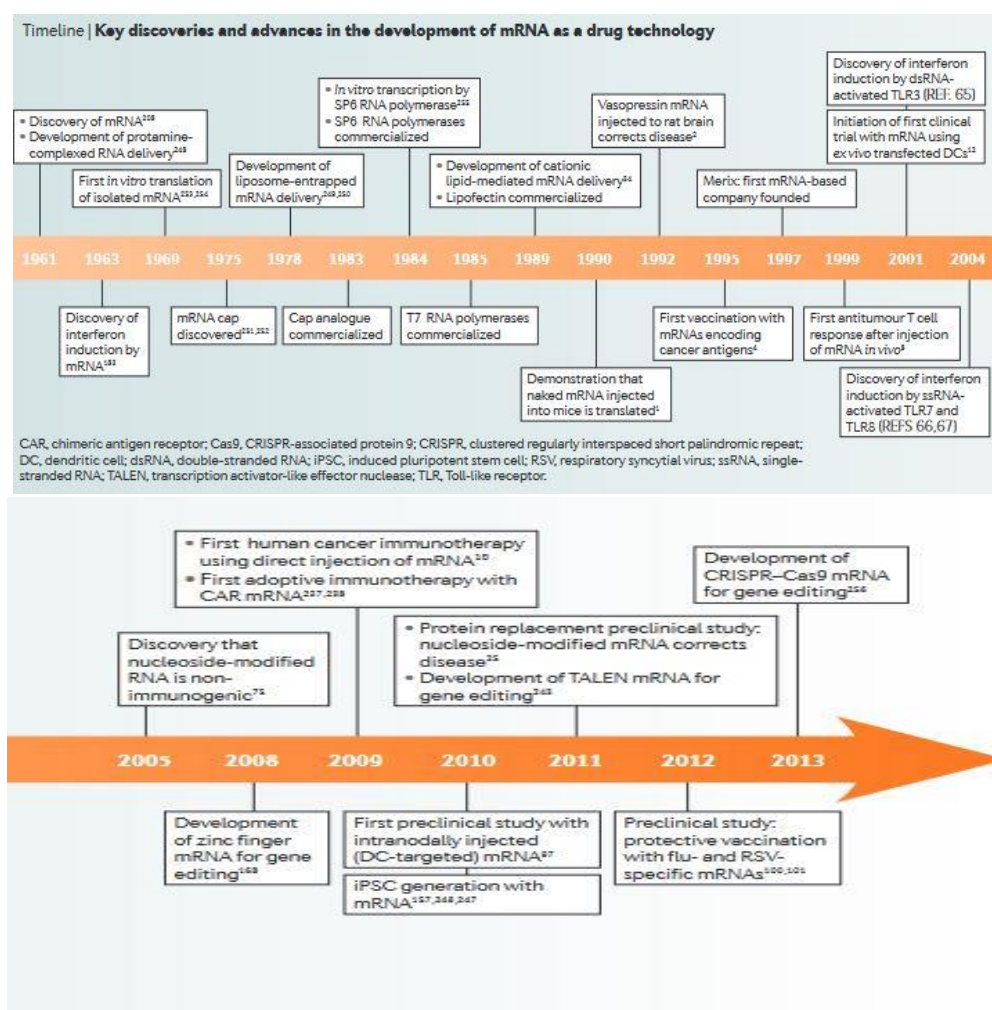 Timeline | Key discoveries and advances in the development of mRNA as a drug technology
• Discovery of mRNA
• Development of protamine-
complexed RNA delivery
First in vitro translation
of isolated mRNA
Development of
liposome-entrapped
mRNA delivery
• In vitro transcription by
SP6 RNA polymerase
• SP6 RNA polymerases
commercialized
• Development of cationic
lipid-mediated mRNA delivery
• Lipofectin commercialized
Vasopressin mRNA
injected to rat brain
corrects disease²
Merix: first mRNA-based
company founded
Discovery of interferon
induction by dsRNA-
activated TLR3 (REF. 65)
Initiation of first clinical
trial with mRNA using
ex vivo transfected DCs¹²
1961 1963 1969 1975 1978 1983 1984 1985 1989 1990 1992 1995 1997 1999 2001 2004
Discovery of
interferon
induction by
mRNA
mRNA cap
discovered
Cap analogue
commercialized
T7 RNA polymerases
commercialized
Demonstration that
naked mRNA injected
into mice is translated¹
First vaccination with
mRNAs encoding
cancer antigens⁴
First antitumour T cell
response after injection
of mRNA in vivo
Discovery of interferon
induction by ssRNA-
activated TLR7 and
TLR8 (REFS 66,67)
CAR, chimeric antigen receptor; Cas9, CRISPR-associated protein 9; CRISPR, clustered regularly interspaced short palindromic repeat;
DC, dendritic cell; dsRNA, double-stranded RNA; iPSC, induced pluripotent stem cell; RSV, respiratory syncytial virus; ssRNA, single-
stranded RNA; TALEN, transcription activator-like effector nuclease; TLR, Toll-like receptor.
• First human cancer immunotherapy
using direct injection of mRNA
• First adoptive immunotherapy with
CAR mRNA
Development of
CRISPR–Cas9 mRNA
for gene editing
Discovery that
nucleoside-modified
RNA is non-
immunogenic⁷⁵
• Protein replacement preclinical study:
nucleoside-modified mRNA corrects
disease²⁵
• Development of TALEN mRNA for
gene editing
2005 2008 2009 2010 2011 2012 2013
Development
of zinc finger
mRNA for gene
editing
First preclinical study with
intranodally injected
(DC-targeted) mRNA
iPSC generation with
mRNA
Preclinical study:
protective vaccination
with flu- and RSV-
specific mRNAs¹⁰⁰,¹⁰¹